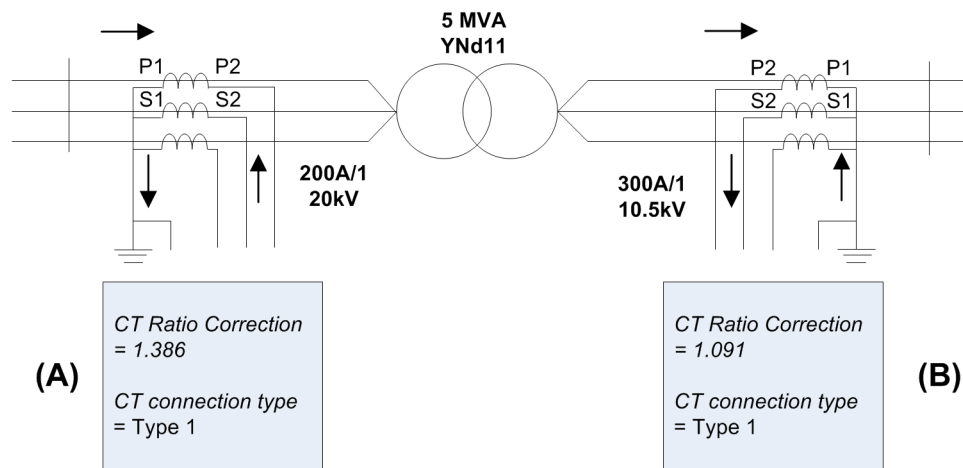 5 MVA
YNd11
P1 P2
S1 S2
P2 P1
S2 S1
200A/1
20kV
300A/1
10.5kV
(A)
CT Ratio Correction
= 1.386
CT connection type
= Type 1
CT Ratio Correction
= 1.091
CT connection type
= Type 1
(B)